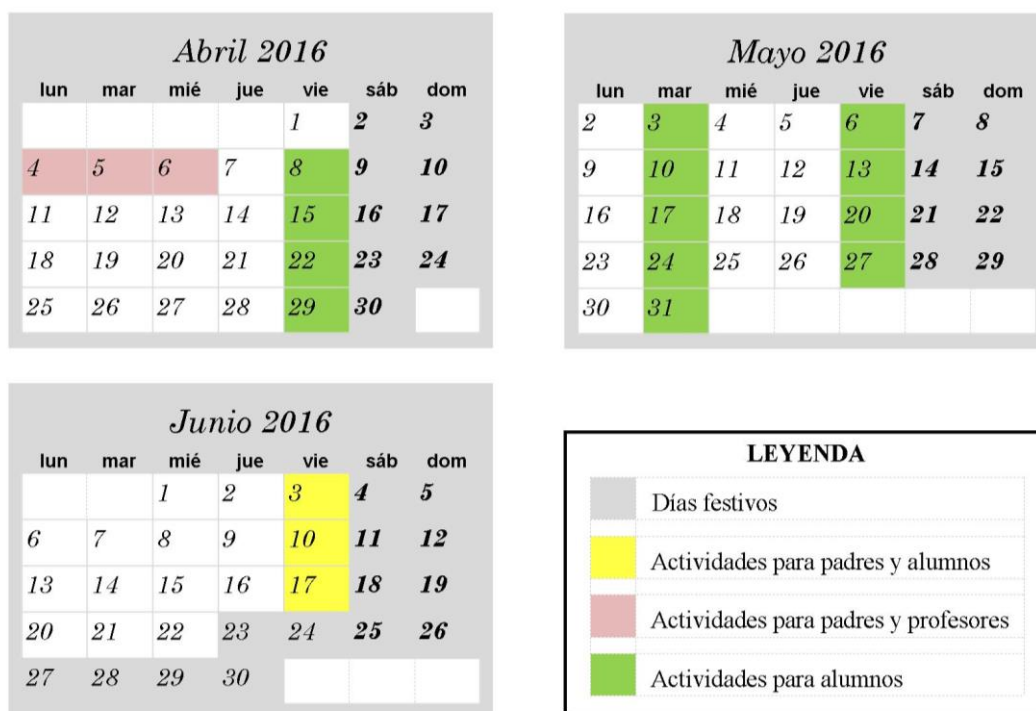 Abril 2016
lun mar mié jue vie sáb dom
1 2 3
4 5 6 7 8 9 10
11 12 13 14 15 16 17
18 19 20 21 22 23 24
25 26 27 28 29 30
Mayo 2016
lun mar mié jue vie sáb dom
2 3 4 5 6 7 8
9 10 11 12 13 14 15
16 17 18 19 20 21 22
23 24 25 26 27 28 29
30 31
Junio 2016
lun mar mié jue vie sáb dom
1 2 3 4 5
6 7 8 9 10 11 12
13 14 15 16 17 18 19
20 21 22 23 24 25 26
27 28 29 30
LEYENDA
Días festivos
Actividades para padres y alumnos
Actividades para padres y profesores
Actividades para alumnos